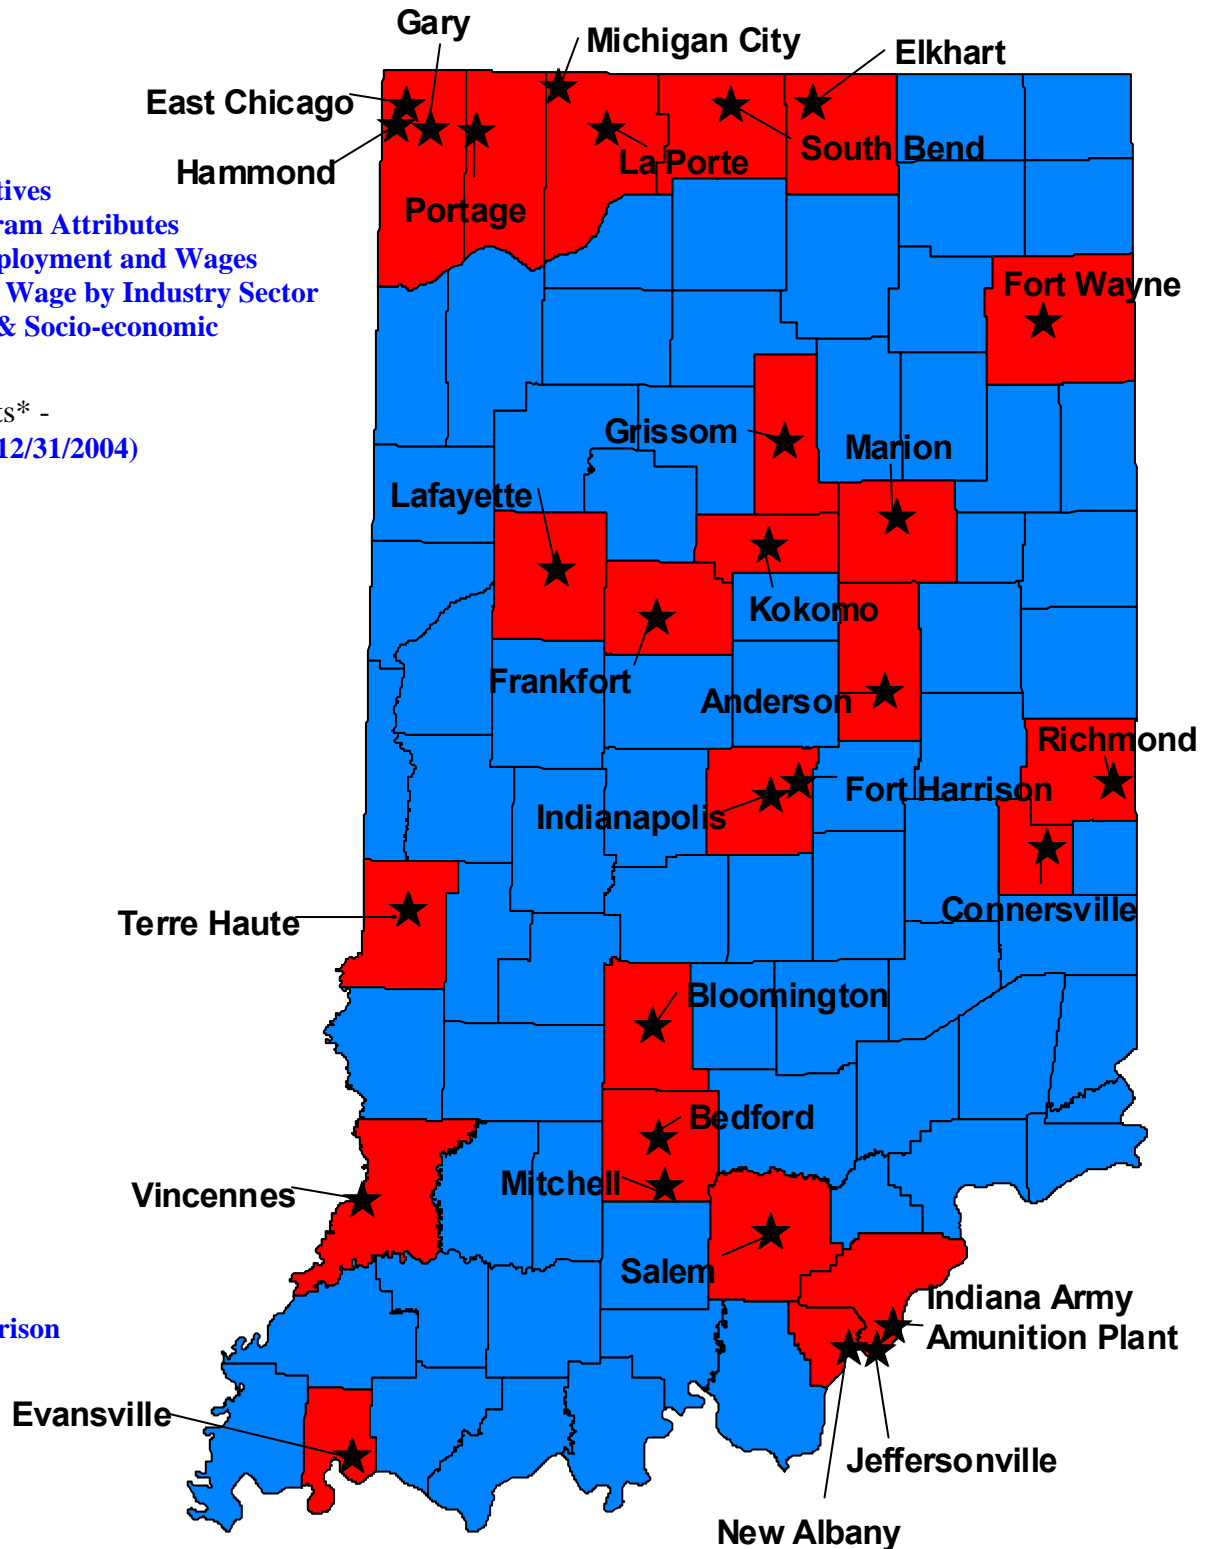 Gary
Michigan City
Elkhart
East Chicago
South Bend
La Porte
Hammond
tives
Portage
ram Attributes
ployment and Wages
Wage by Industry Sector
& Socio-economic
Fort Wayne
ts* -
12/31/2004)
Grissom
Marion
Lafayette
Kokomo
Frankfort
Anderson
Richmond
Fort Harrison
Indianapolis
Connersville
Terre Haute
Bloomington
Bedford
Mitchell
Vincennes
Salem
Indiana Army
Amunition Plant
rison
Evansville
Jeffersonville
New Albany